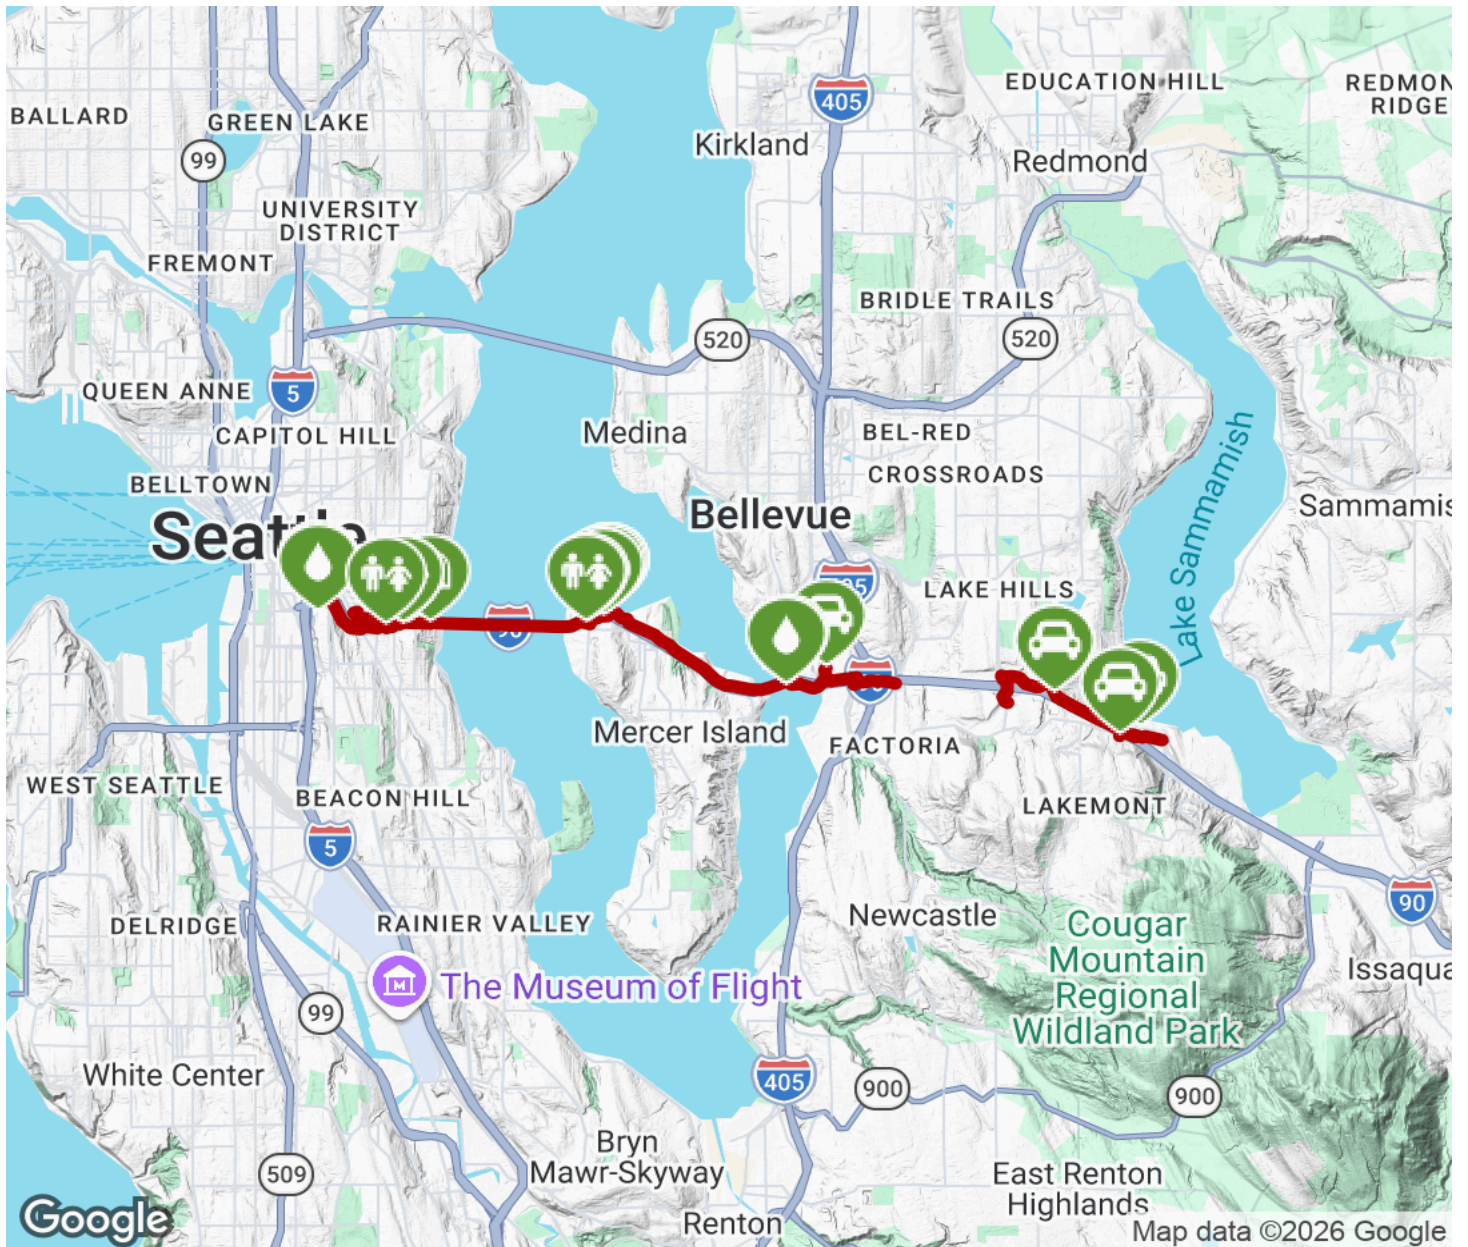 EDUCATION HILL
REDMON
RIDGE
BALLARD
405
GREEN LAKE
Kirkland
Redmond
99
UNIVERSITY
DISTRICT
FREMONT
BRIDLE TRAILS
520
520
5
QUEEN ANNE
CAPITOL HILL
Medina
BEL-RED
CROSSROADS
BELLTOWN
Seattle
Bellevue
Sammamis
Lake Sammamish
LAKE HILLS
Mercer Island
FACTORIA
WEST SEATTLE
BEACON HILL
LAKEMONT
5
90
DELRIDGE
RAINIER VALLEY
Newcastle
Cougar
Mountain
Regional
Wildland Park
Issaqua
The Museum of Flight
99
White Center
405
900
900
Bryn
Mawr-Skyway
509
East Renton
Highlands
Renton
Google
Map data ©2026 Google